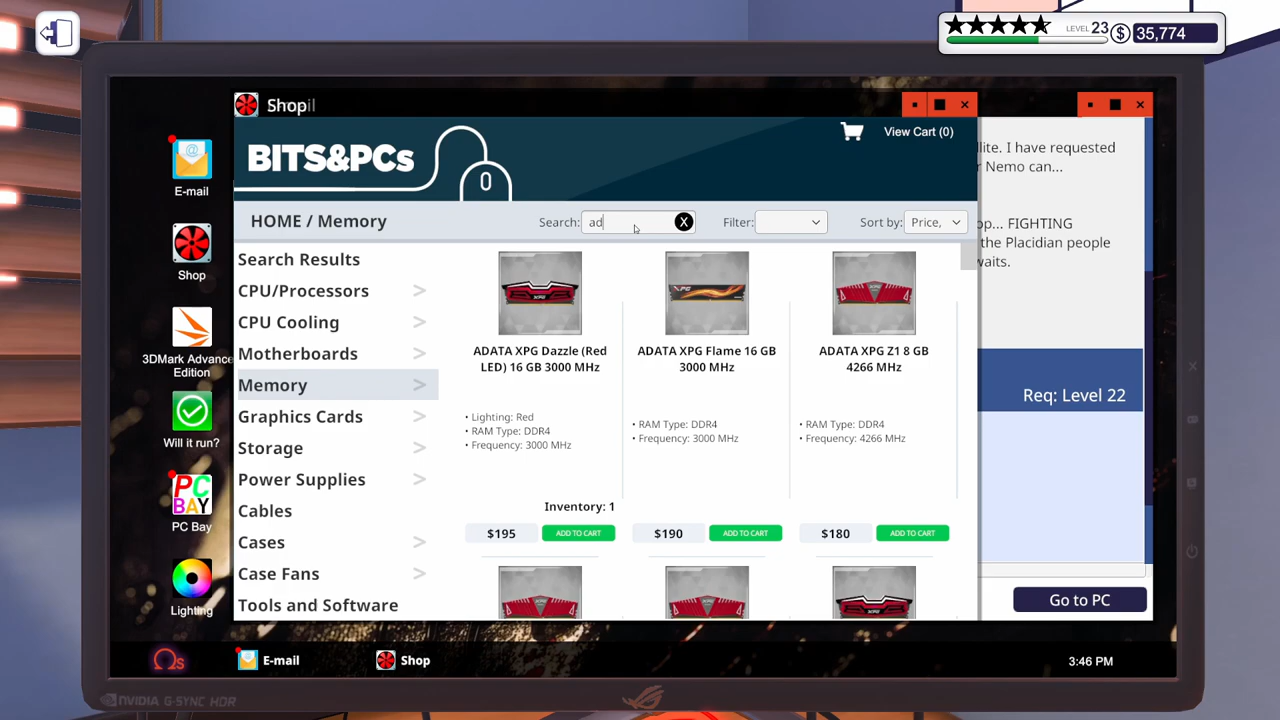 LEVEL 23 $ 35,774
Shopil
BITS&PCs
View Cart (0)
HOME / Memory
Search: ad
X
Filter:
Sort by: Price,
E-mail
Shop
3DMark Advance
Edition
Will it run?
PC
BAY
PC Bay
Lighting
Search Results
CPU/Processors >
CPU Cooling >
Motherboards >
Memory >
Graphics Cards >
Storage >
Power Supplies >
Cables
Cases >
Case Fans >
Tools and Software
ADATA XPG Dazzle (Red
LED) 16 GB 3000 MHz
• Lighting: Red
• RAM Type: DDR4
• Frequency: 3000 MHz
Inventory: 1
$195 ADD TO CART
ADATA XPG Flame 16 GB
3000 MHz
• RAM Type: DDR4
• Frequency: 3000 MHz
$190 ADD TO CART
ADATA XPG Z1 8 GB
4266 MHz
• RAM Type: DDR4
• Frequency: 4266 MHz
$180 ADD TO CART
llite. I have requested
r Nemo can...
op... FIGHTING
the Placidian people
waits.
Req: Level 22
Go to PC
Ωs
E-mail
Shop
3:46 PM
NVIDIA G-SYNC HDR